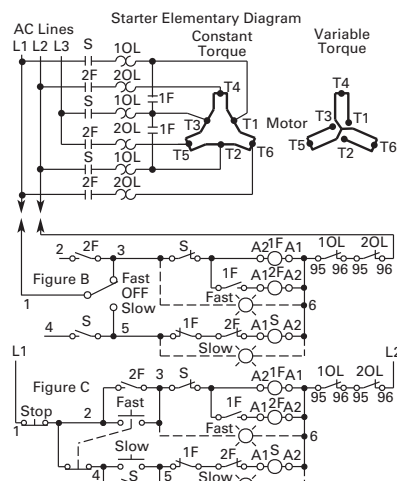 Starter Elementary Diagram
AC Lines
Constant
Torque
Variable
Torque
L1 L2 L3 S 1OL
2F 2OL T4 T4
S 1OL 1F
T3 T1 Motor T3 T1
2F 2OL 1F
T5 T2 T6 T5 T2 T6
S 1OL
2F 2OL
2 2F 3 S A2 1F A1 1OL 2OL
95 96 95 96
Figure B Fast 1F A1 2F A2
OFF Fast
1 Slow 6
4 S 5 1F 2F A1 S A2
Slow
L1 L2
Figure C 2F 3 S A2 1F A1 1OL 2OL
95 96 95 96
Stop 2 Fast 1F A1 2F A2
1 Fast
6
Slow 1F 2F A1 S A2
4 S 5 Slow